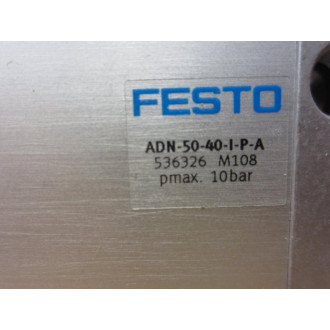 FESTO
ADN-50-40-I-P-A
536326 M108
pmax. 10bar